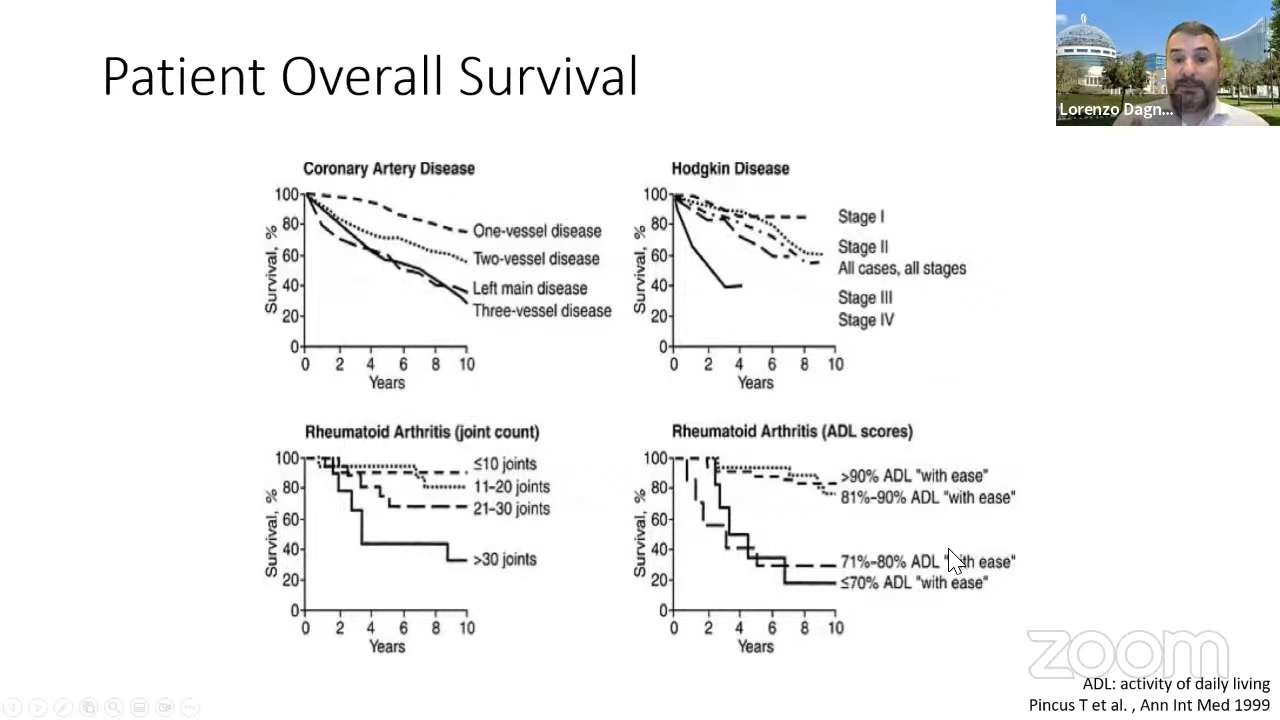 Patient Overall Survival
Lorenzo Dagn...
Coronary Artery Disease
100
80
60
40
20
0
Survival, %
0 2 4 6 8 10
Years
One-vessel disease
Two-vessel disease
Left main disease
Three-vessel disease
Hodgkin Disease
100
80
60
40
20
0
Survival, %
0 2 4 6 8 10
Years
Stage I
Stage II
All cases, all stages
Stage III
Stage IV
Rheumatoid Arthritis (joint count)
100
80
60
40
20
0
Survival, %
0 2 4 6 8 10
Years
≤10 joints
11–20 joints
21–30 joints
>30 joints
Rheumatoid Arthritis (ADL scores)
100
80
60
40
20
0
Survival, %
0 2 4 6 8 10
Years
>90% ADL "with ease"
81%–90% ADL "with ease"
71%–80% ADL "with ease"
≤70% ADL "with ease"
zoom
ADL: activity of daily living
Pincus T et al. , Ann Int Med 1999